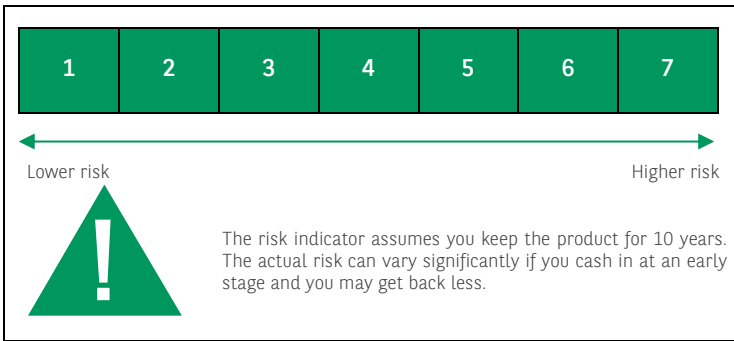 1 2 3 4 5 6 7
Lower risk Higher risk
!
The risk indicator assumes you keep the product for 10 years.
The actual risk can vary significantly if you cash in at an early
stage and you may get back less.